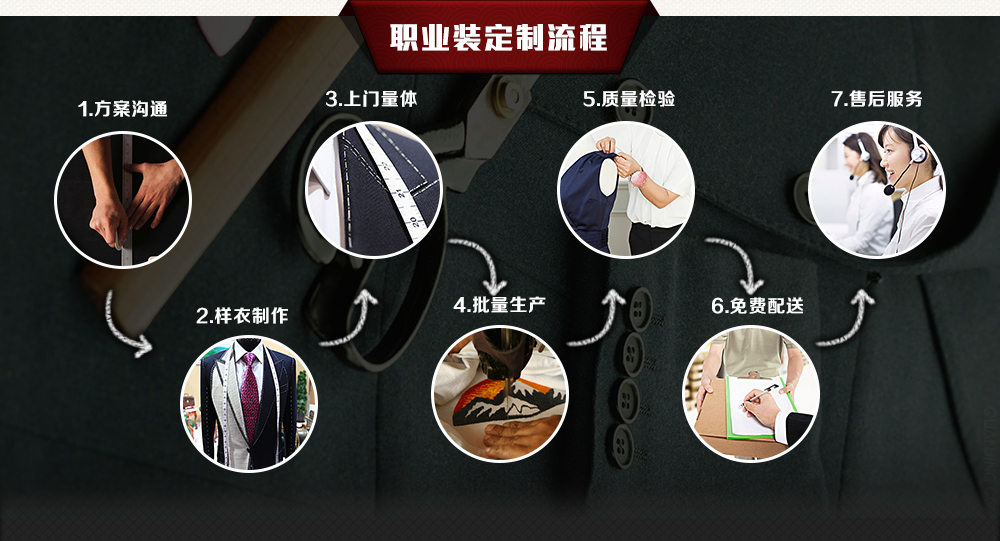 职业装定制流程
1.方案沟通
2.样衣制作
3.上门量体
4.批量生产
5.质量检验
6.免费配送
7.售后服务
21
20